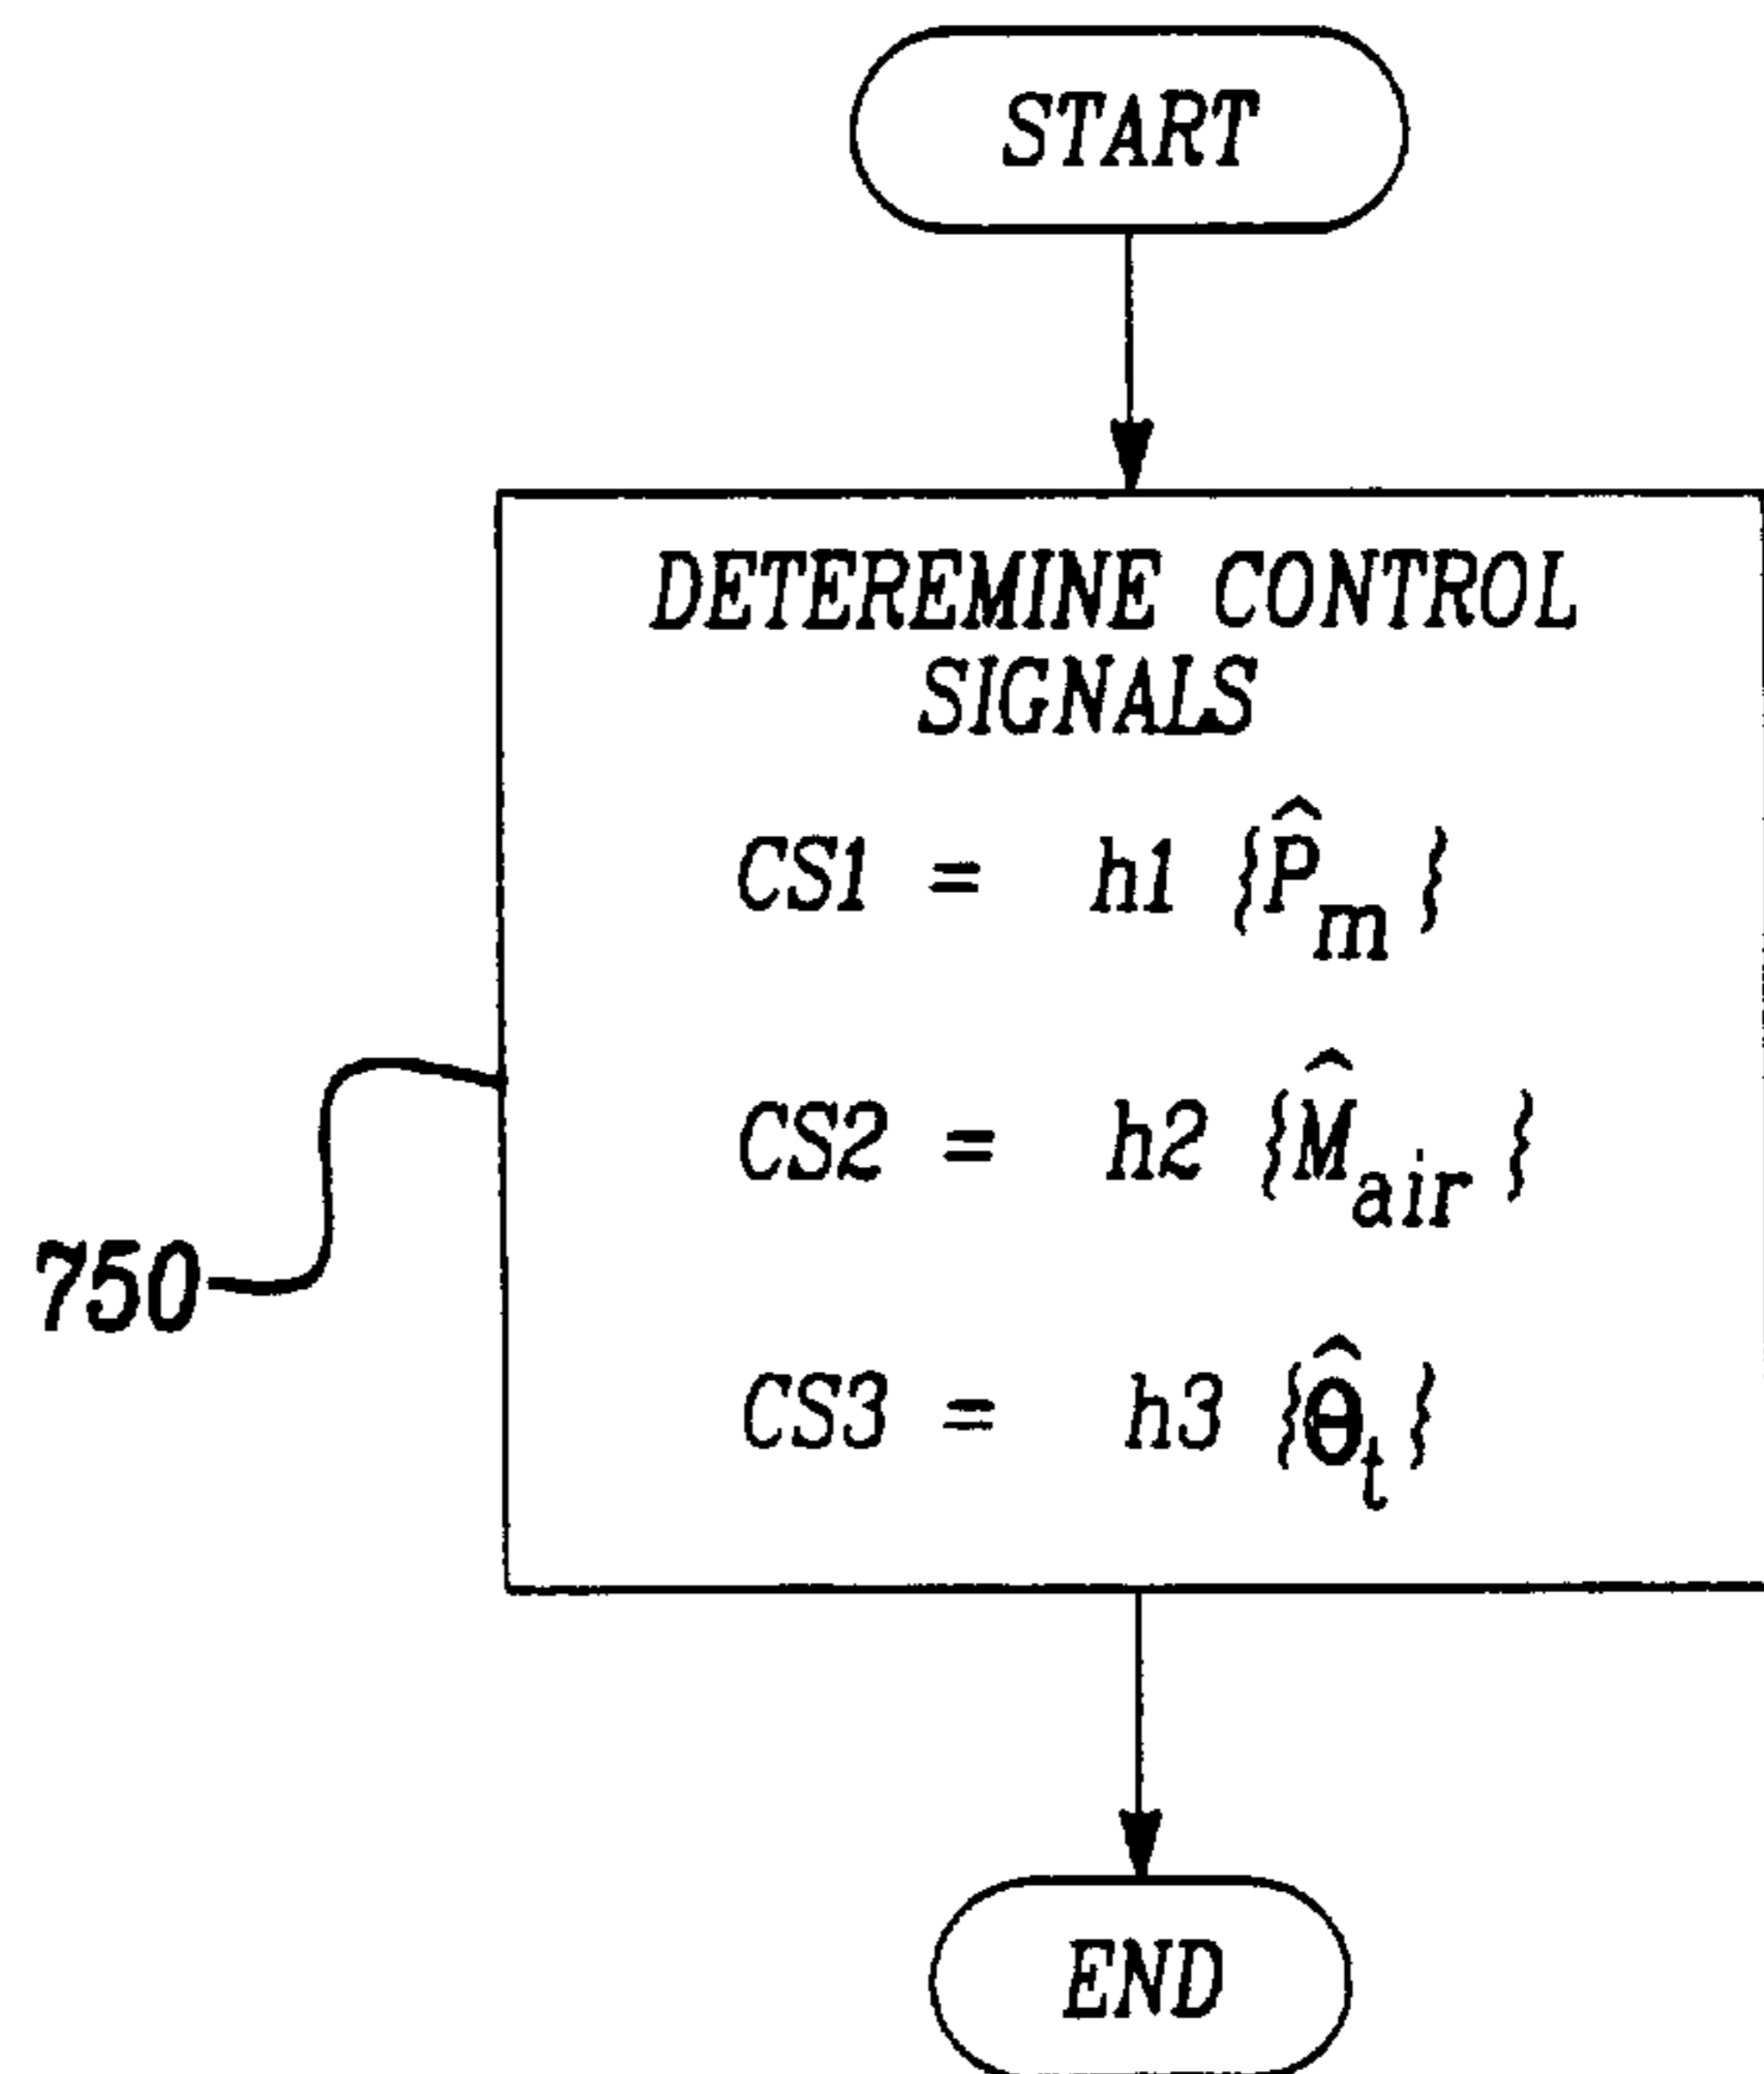 START
DETEREMINE CONTROL
SIGNALS
CS1 = h1 {P̂m}
CS2 = h2 {M̂air}
750
CS3 = h3 {θ̂t}
END